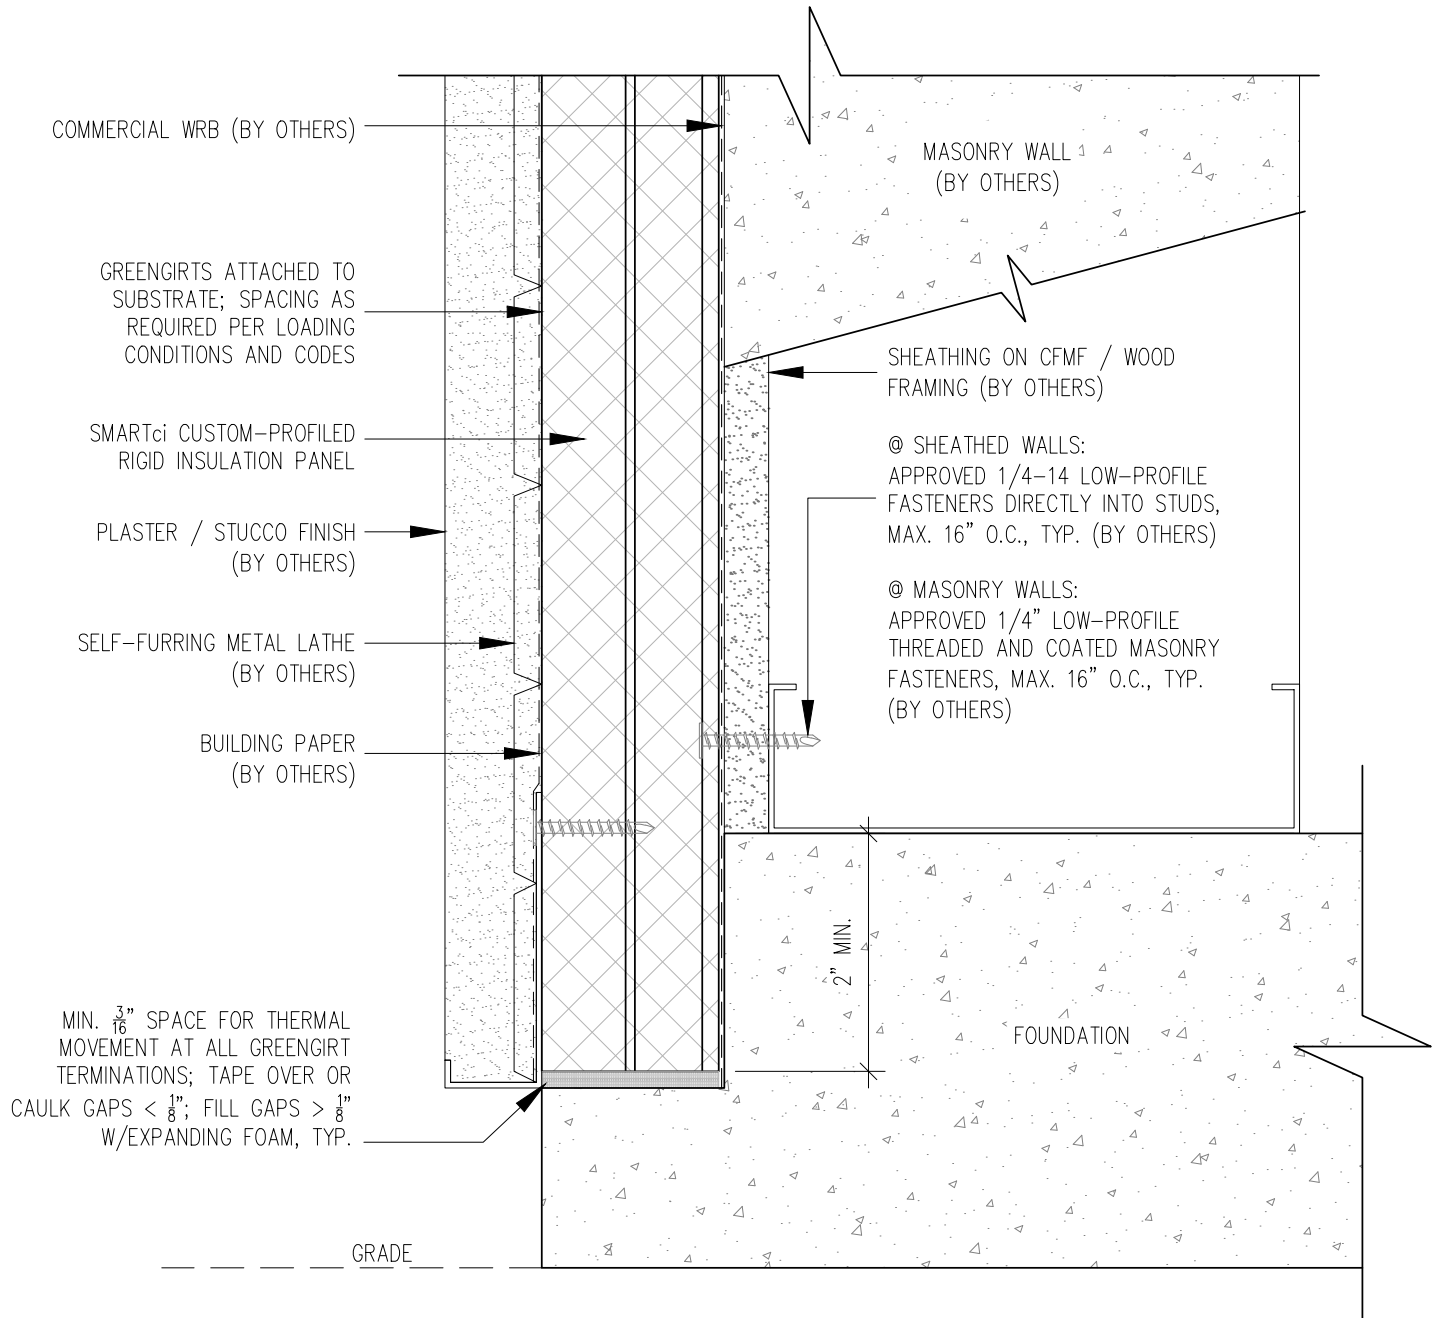 COMMERCIAL WRB (BY OTHERS)
MASONRY WALL
(BY OTHERS)
GREENGIRTS ATTACHED TO
SUBSTRATE; SPACING AS
REQUIRED PER LOADING
CONDITIONS AND CODES
SHEATHING ON CFMF / WOOD
FRAMING (BY OTHERS)
SMARTci CUSTOM-PROFILED
RIGID INSULATION PANEL
@ SHEATHED WALLS:
APPROVED 1/4-14 LOW-PROFILE
FASTENERS DIRECTLY INTO STUDS,
MAX. 16" O.C., TYP. (BY OTHERS)
PLASTER / STUCCO FINISH
(BY OTHERS)
@ MASONRY WALLS:
APPROVED 1/4" LOW-PROFILE
THREADED AND COATED MASONRY
FASTENERS, MAX. 16" O.C., TYP.
(BY OTHERS)
SELF-FURRING METAL LATHE
(BY OTHERS)
BUILDING PAPER
(BY OTHERS)
2" MIN.
MIN. 3/16" SPACE FOR THERMAL
MOVEMENT AT ALL GREENGIRT
TERMINATIONS; TAPE OVER OR
CAULK GAPS < 1/8"; FILL GAPS > 1/8"
W/EXPANDING FOAM, TYP.
FOUNDATION
GRADE